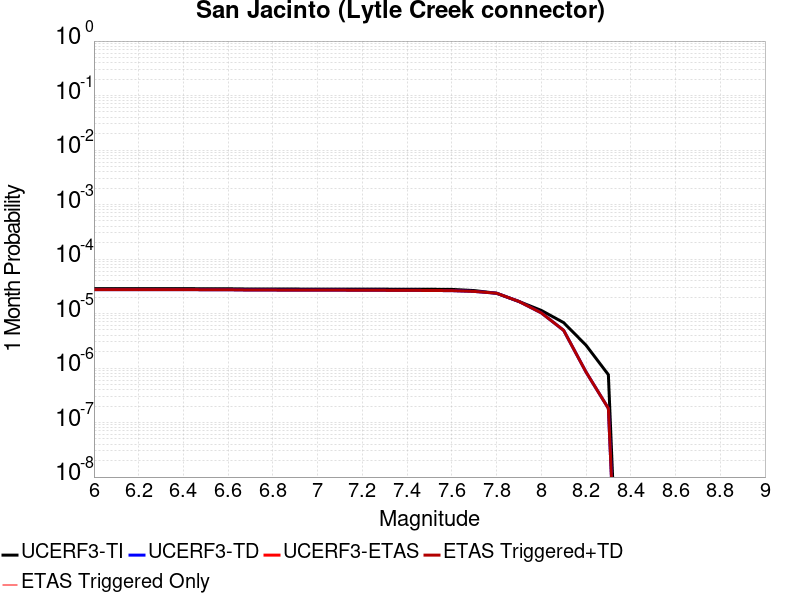 San Jacinto (Lytle Creek connector)
10^0
10^-1
10^-2
10^-3
10^-4
10^-5
10^-6
10^-7
10^-8
1 Month Probability
6 6.2 6.4 6.6 6.8 7 7.2 7.4 7.6 7.8 8 8.2 8.4 8.6 8.8 9
Magnitude
UCERF3-TI UCERF3-TD UCERF3-ETAS ETAS Triggered+TD
ETAS Triggered Only